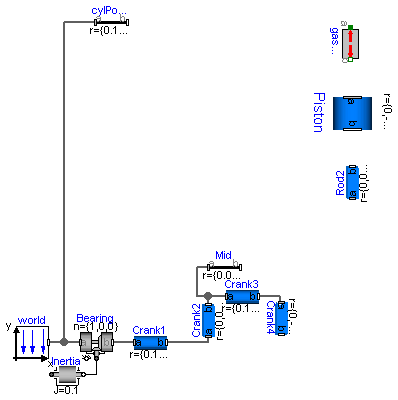 cylPo...
a b
r={0.1...
a
gas...
b
Piston
a
b
r={0,-...
Rod2
b
a
r={0,0...
Mid
a b
r={0.0...
Crank3
a b
r={0.1...
Crank2
b
a
r={0,0...
Crank4
a
b
r={0,-...
y
world
x
Bearing
n={1,0,0}
a b
Crank1
a b
r={0.1...
Inertia
J=0.1